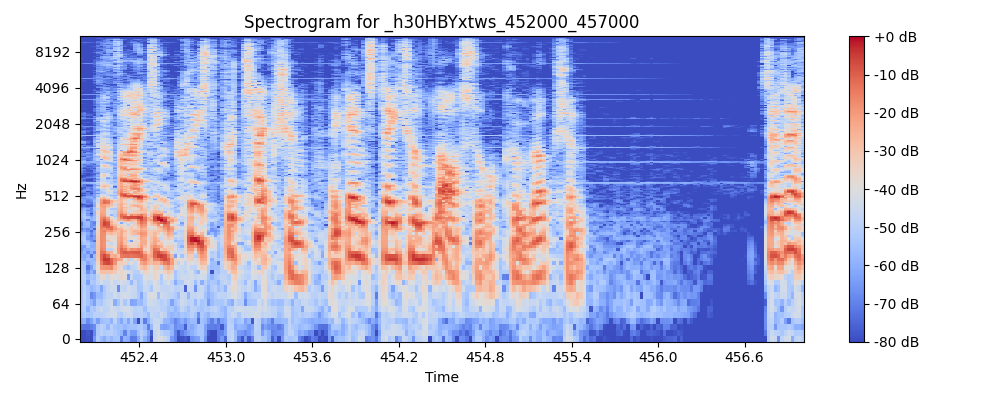 Spectrogram for _h30HBYxtws_452000_457000
8192
4096
2048
1024
512
256
128
64
0
Hz
452.4 453.0 453.6 454.2 454.8 455.4 456.0 456.6
Time
+0 dB
-10 dB
-20 dB
-30 dB
-40 dB
-50 dB
-60 dB
-70 dB
-80 dB